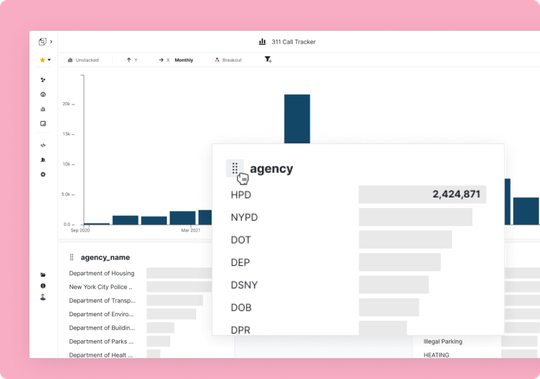 311 Call Tracker
Unstacked
Y
X Monthly
Breakout
20k
15k
10k
5.0k
0.0
Sep 2020
Mar 2021
agency
HPD 2,424,871
NYPD
DOT
DEP
DSNY
DOB
DPR
agency_name
Department of Housing
New York City Police ..
Department of Transp...
Department of Enviro...
Department of Buildin...
Department of Parks ...
Department of Healt ...
Illegal Parking
HEATING